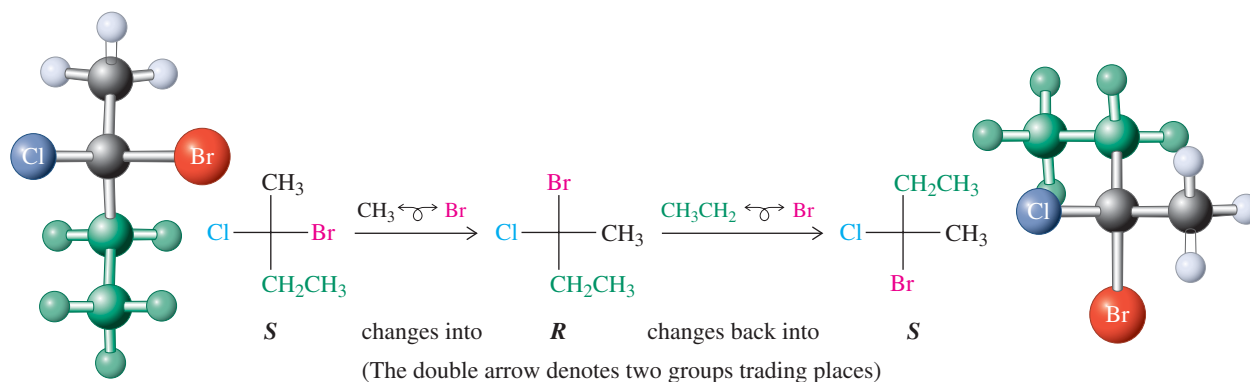 Cl
Br
CH₃
Cl
Br
CH₂CH₃
CH₃ Br
Br
Cl
CH₃
CH₂CH₃
CH₃CH₂ Br
CH₂CH₃
Cl
CH₃
Br
Cl
Br
S changes into R changes back into S
(The double arrow denotes two groups trading places)